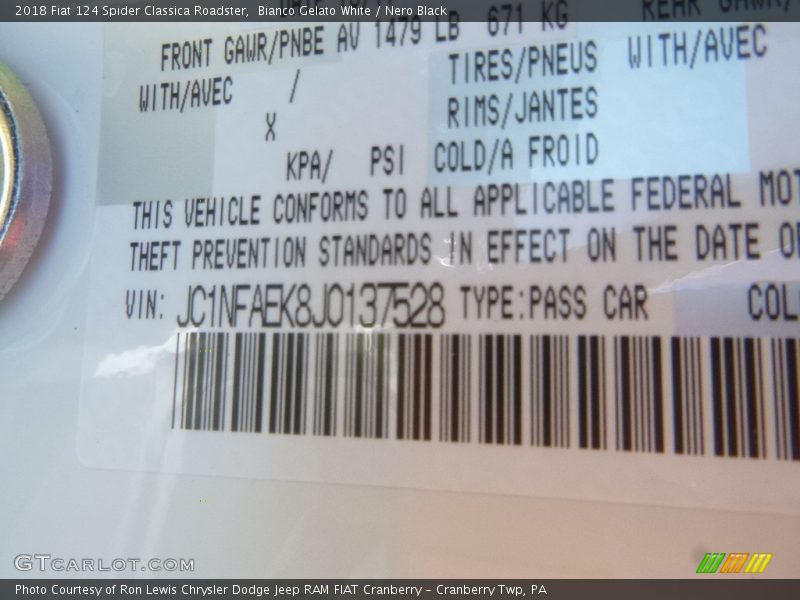 2018 Fiat 124 Spider Classica Roadster,  Bianco Gelato White / Nero Black
FRONT GAWR/PNBE AV 1479 LB 671 KG
WITH/AVEC /
TIRES/PNEUS WITH/AVEC
X
RIMS/JANTES
KPA/ PSI COLD/A FROID
THIS VEHICLE CONFORMS TO ALL APPLICABLE FEDERAL MOT
THEFT PREVENTION STANDARDS IN EFFECT ON THE DATE O
VIN: JC1NFAEK8J0137528 TYPE:PASS CAR COL
GTCARLOT.COM
Photo Courtesy of Ron Lewis Chrysler Dodge Jeep RAM FIAT Cranberry – Cranberry Twp, PA